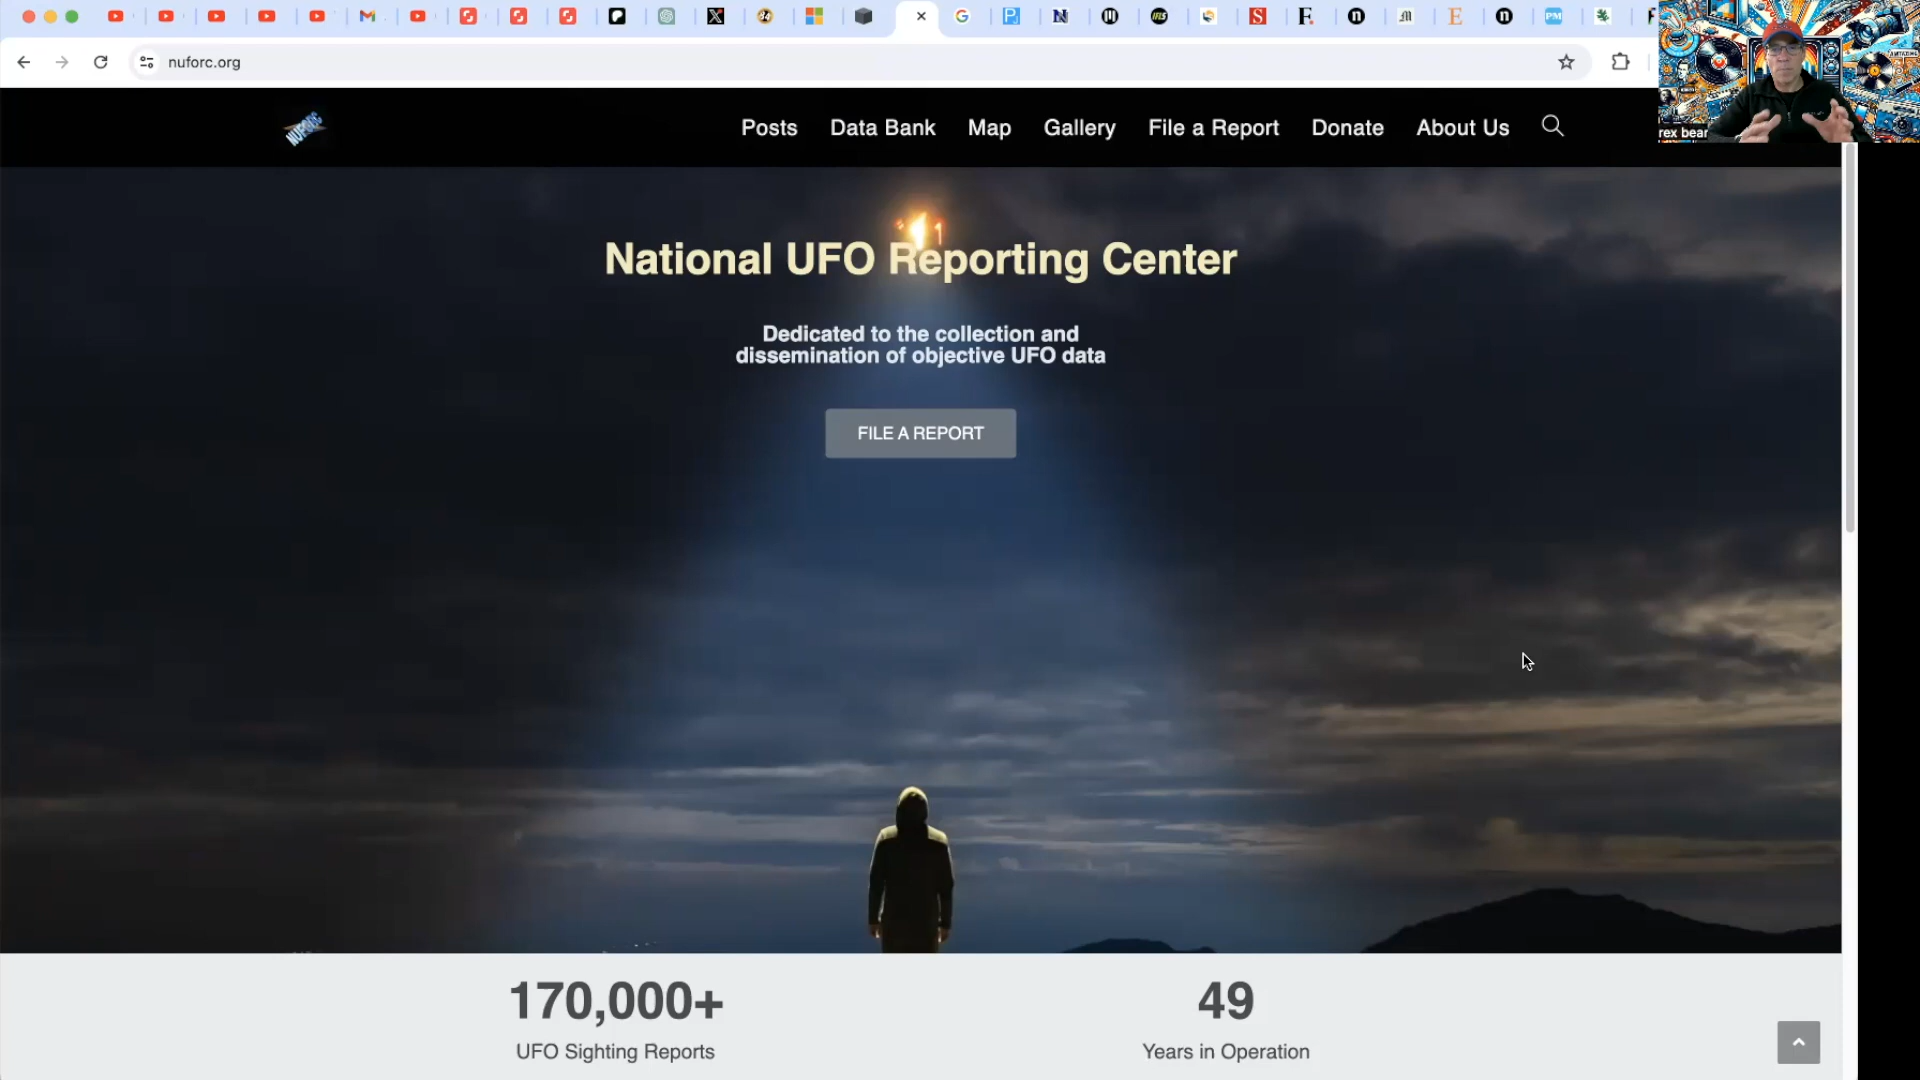 nuforc.org
NUFORC
Posts Data Bank Map Gallery File a Report Donate About Us
rex bear
National UFO Reporting Center
Dedicated to the collection and
dissemination of objective UFO data
FILE A REPORT
170,000+
UFO Sighting Reports
49
Years in Operation